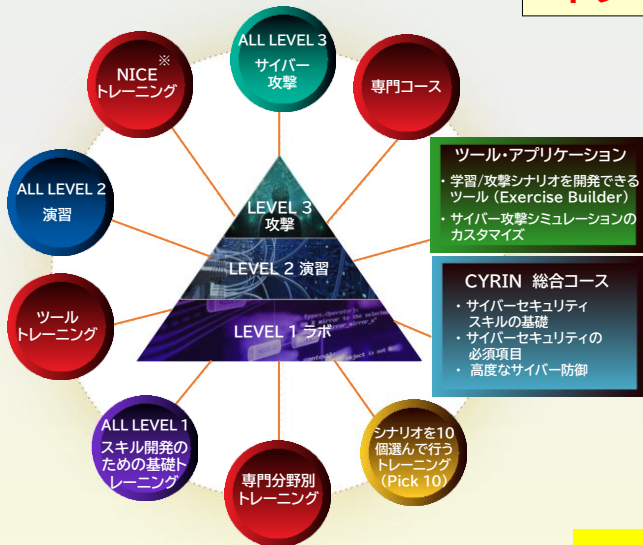 ALL LEVEL 3
サイバー
攻撃
NICE※
トレーニング
専門コース
ツール・アプリケーション
・学習/攻撃シナリオを開発できる
ツール（Exercise Builder）
・サイバー攻撃シミュレーションの
カスタマイズ
ALL LEVEL 2
演習
LEVEL 3
攻撃
LEVEL 2 演習
LEVEL 1 ラボ
CYRIN 総合コース
・サイバーセキュリティ
スキルの基礎
・サイバーセキュリティの
必須項目
・高度なサイバー防御
ツール
トレーニング
ALL LEVEL 1
スキル開発の
ための基礎ト
レーニング
専門分野別
トレーニング
シナリオを10
個選んで行う
トレーニング
（Pick 10）